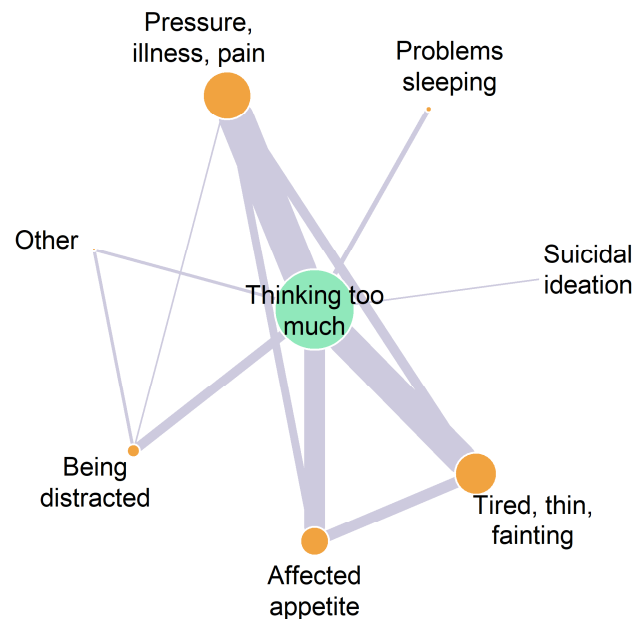 Pressure,
illness, pain
Problems
sleeping
Other
Suicidal
ideation
Thinking too
much
Being
distracted
Tired, thin,
fainting
Affected
appetite